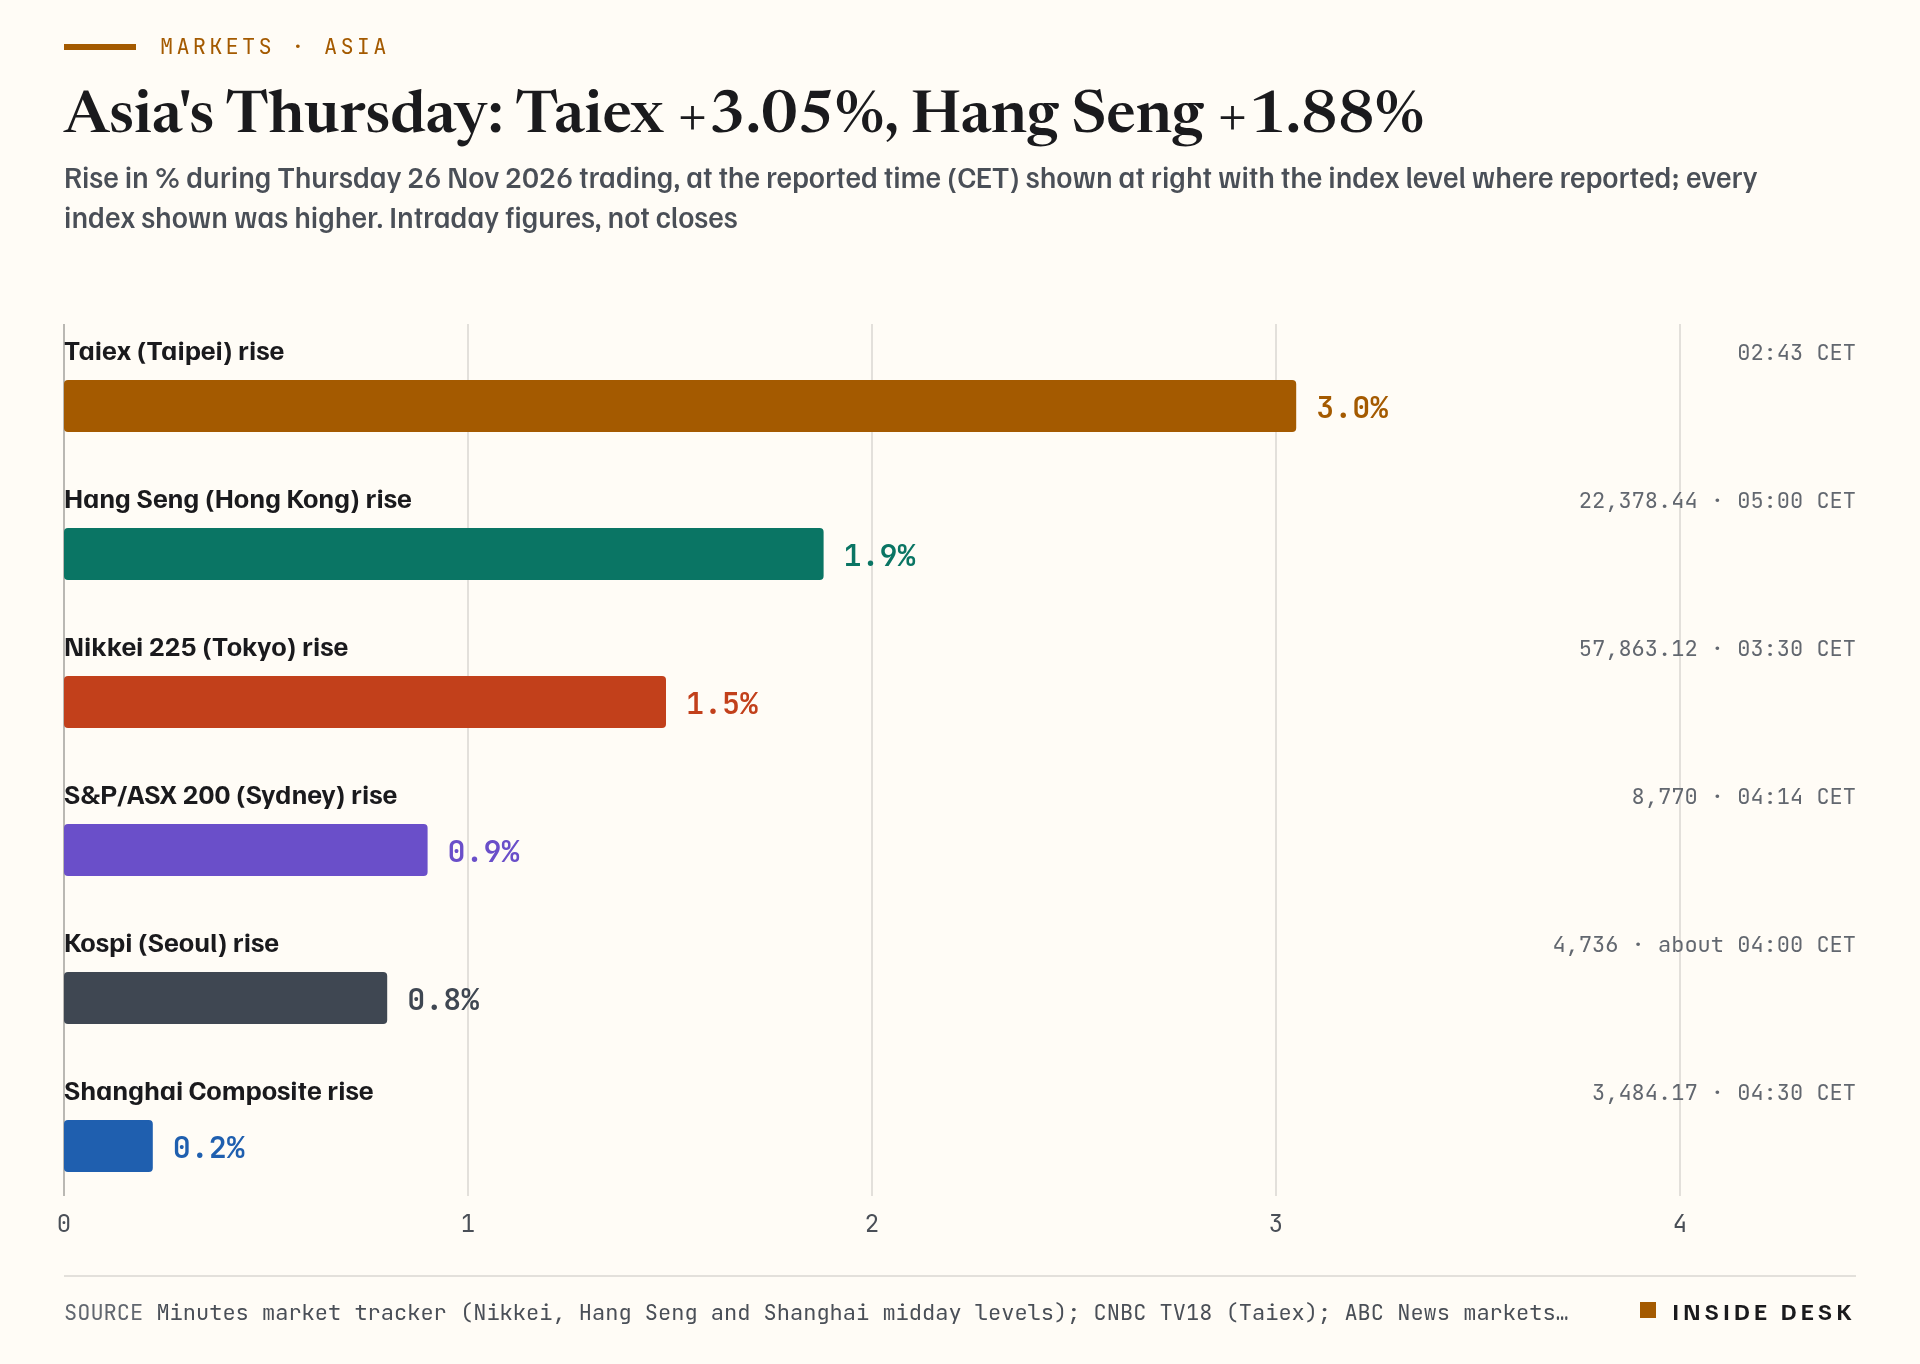 MARKETS · ASIA
Asia's Thursday: Taiex +3.05%, Hang Seng +1.88%
Rise in % during Thursday 26 Nov 2026 trading, at the reported time (CET) shown at right with the index level where reported; every
index shown was higher. Intraday figures, not closes
Taiex (Taipei) rise 02:43 CET
3.0%
Hang Seng (Hong Kong) rise 22,378.44 · 05:00 CET
1.9%
Nikkei 225 (Tokyo) rise 57,863.12 · 03:30 CET
1.5%
S&P/ASX 200 (Sydney) rise 8,770 · 04:14 CET
0.9%
Kospi (Seoul) rise 4,736 · about 04:00 CET
0.8%
Shanghai Composite rise 3,484.17 · 04:30 CET
0.2%
0 1 2 3 4
SOURCE Minutes market tracker (Nikkei, Hang Seng and Shanghai midday levels); CNBC TV18 (Taiex); ABC News markets… INSIDE DESK